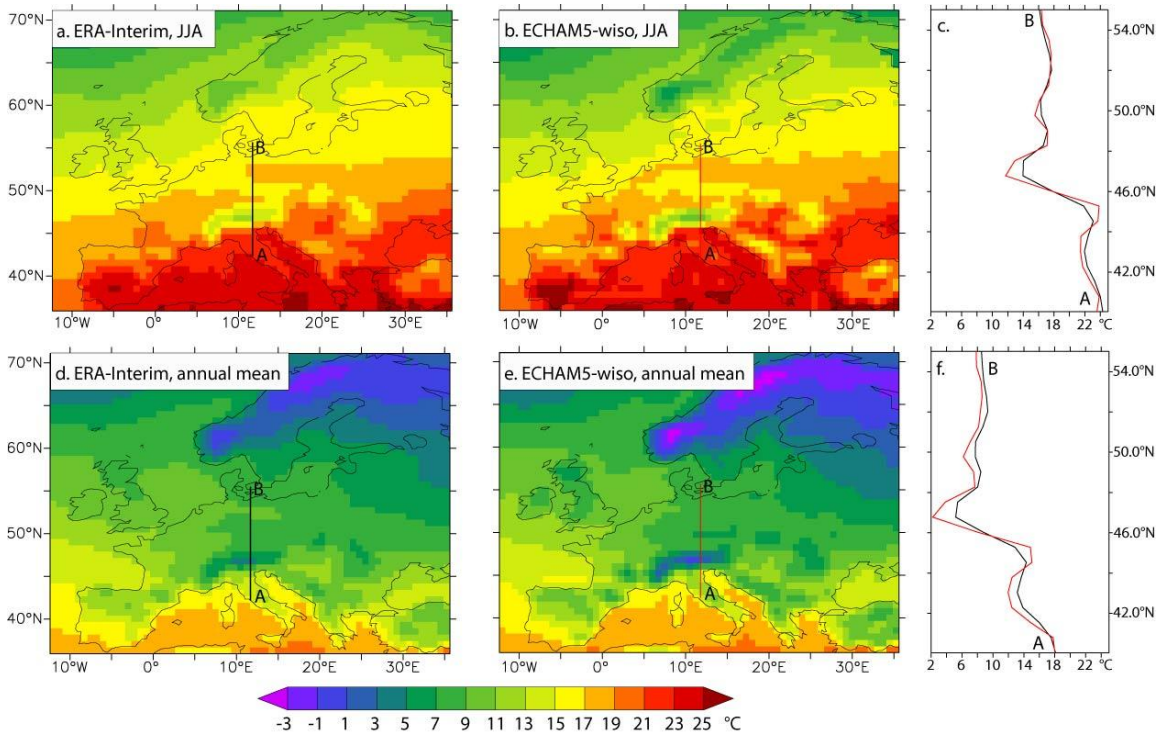 a. ERA-Interim, JJA
70°N
60°N
50°N
40°N
B
A
10°W 0° 10°E 20°E 30°E
b. ECHAM5-wiso, JJA
B
A
10°W 0° 10°E 20°E 30°E
c.
B
54.0°N
50.0°N
46.0°N
42.0°N
A
2 6 10 14 18 22 °C
d. ERA-Interim, annual mean
70°N
60°N
50°N
40°N
B
A
10°W 0° 10°E 20°E 30°E
e. ECHAM5-wiso, annual mean
B
A
10°W 0° 10°E 20°E 30°E
f.
B
54.0°N
50.0°N
46.0°N
42.0°N
A
2 6 10 14 18 22 °C
-3 -1 1 3 5 7 9 11 13 15 17 19 21 23 25 °C